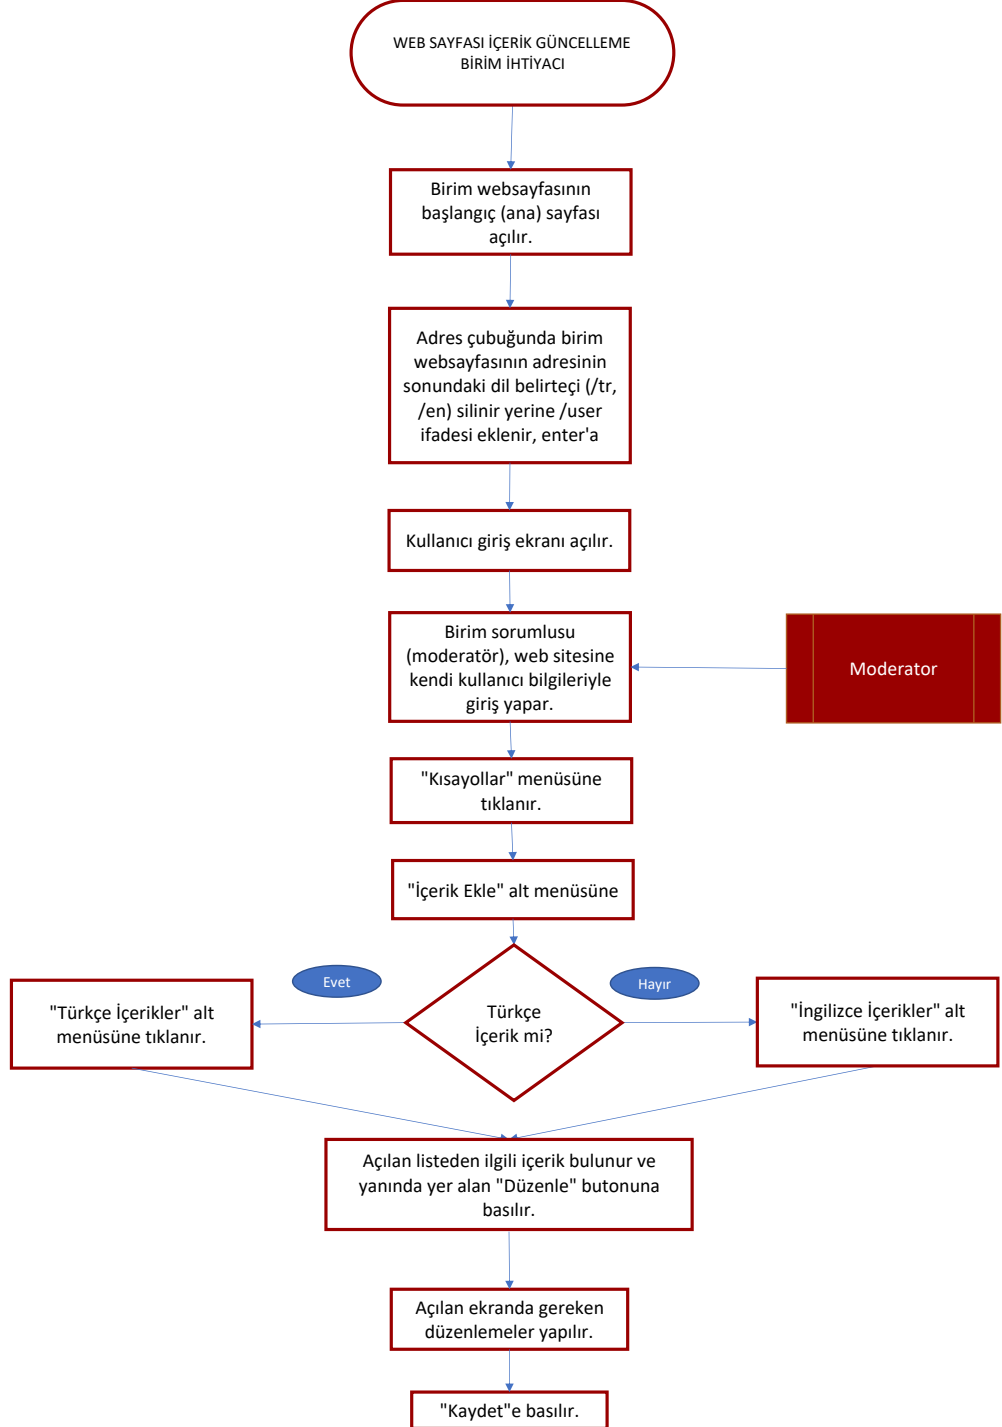 WEB SAYFASI İÇERİK GÜNCELLEME
BİRİM İHTİYACI
Birim websayfasının
başlangıç (ana) sayfası
açılır.
Adres çubuğunda birim
websayfasının adresinin
sonundaki dil belirteçi (/tr,
/en) silinir yerine /user
ifadesi eklenir, enter'a
Kullanıcı giriş ekranı açılır.
Birim sorumlusu
(moderatör), web sitesine
kendi kullanıcı bilgileriyle
giriş yapar.
Moderator
"Kısayollar" menüsüne
tıklanır.
"İçerik Ekle" alt menüsüne
Evet
Hayır
"Türkçe İçerikler" alt
menüsüne tıklanır.
Türkçe
İçerik mi?
"İngilizce İçerikler" alt
menüsüne tıklanır.
Açılan listeden ilgili içerik bulunur ve
yanında yer alan "Düzenle" butonuna
basılır.
Açılan ekranda gereken
düzenlemeler yapılır.
"Kaydet"e basılır.